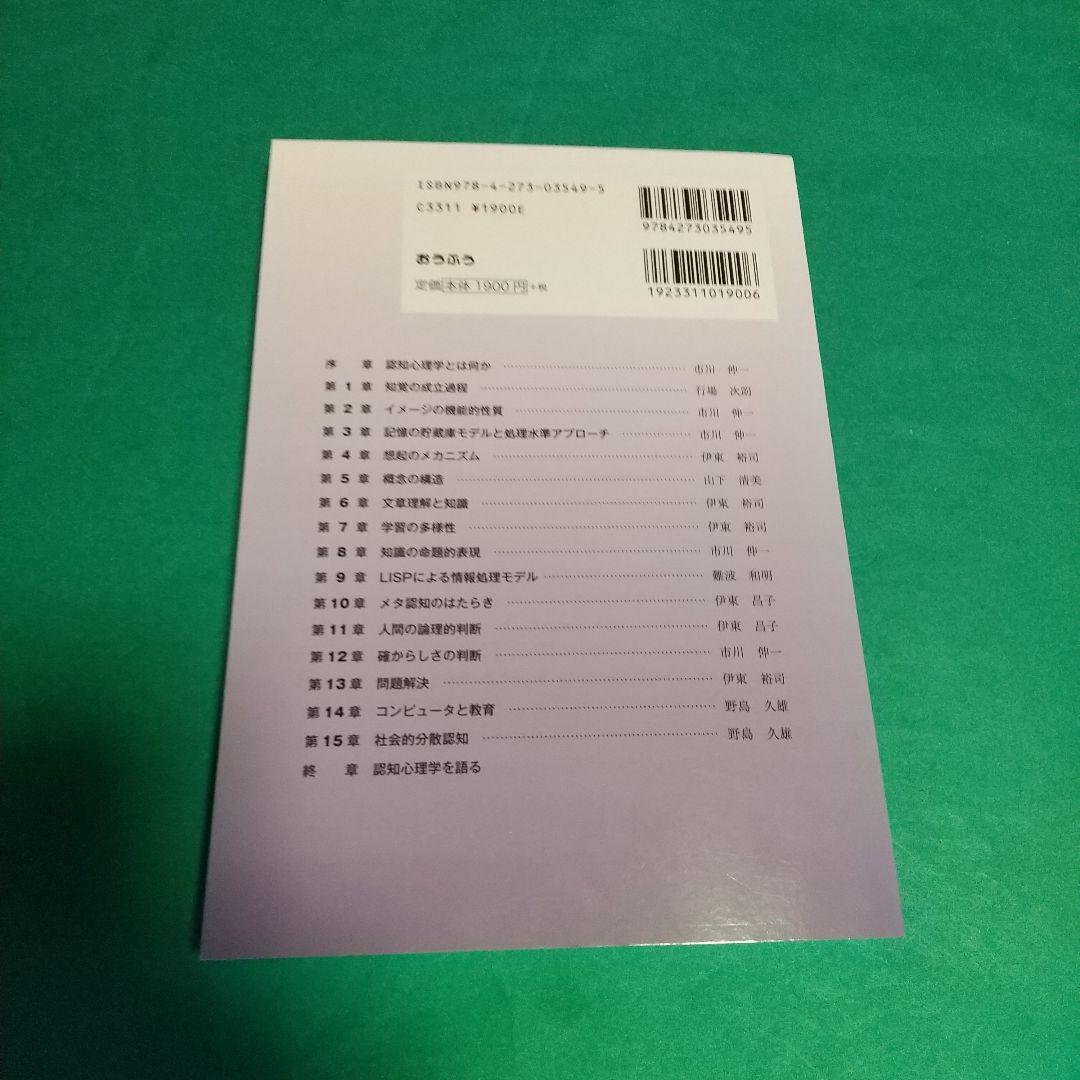 ISBN978-4-273-03549-5
C3311 ¥1900E
9784273035495
おうふう
定価 本体1900円 +税
1923311019006
序 章 認知心理学とは何か …… 市川 伸一
第 1 章 知覚の成立過程 …… 行場 次朗
第 2 章 イメージの機能的性質 …… 市川 伸一
第 3 章 記憶の貯蔵庫モデルと処理水準アプローチ …… 市川 伸一
第 4 章 想起のメカニズム …… 伊東 裕司
第 5 章 概念の構造 …… 山下 清美
第 6 章 文章理解と知識 …… 伊東 裕司
第 7 章 学習の多様性 …… 伊東 裕司
第 8 章 知識の命題的表現 …… 市川 伸一
第 9 章 LISPによる情報処理モデル …… 難波 和明
第10章 メタ認知のはたらき …… 伊東 昌子
第11章 人間の論理的判断 …… 伊東 昌子
第12章 確からしさの判断 …… 市川 伸一
第13章 問題解決 …… 伊東 裕司
第14章 コンピュータと教育 …… 野島 久雄
第15章 社会的分散認知 …… 野島 久雄
終 章 認知心理学を語る